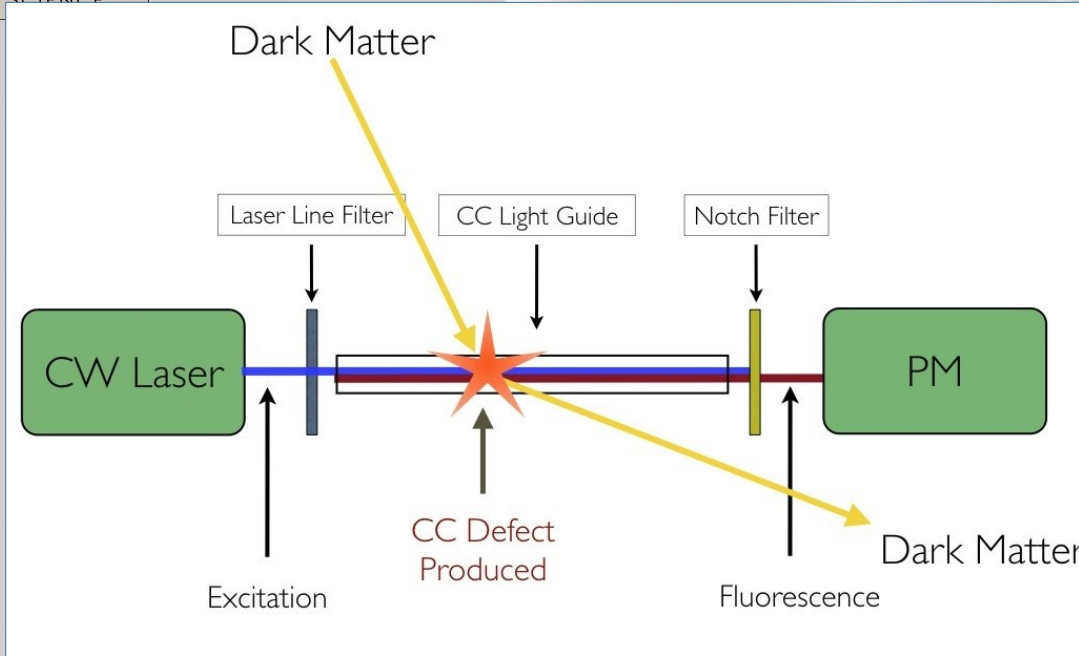 Dark Matter
Laser Line Filter
CC Light Guide
Notch Filter
CW Laser
PM
CC Defect
Produced
Dark Matter
Excitation
Fluorescence